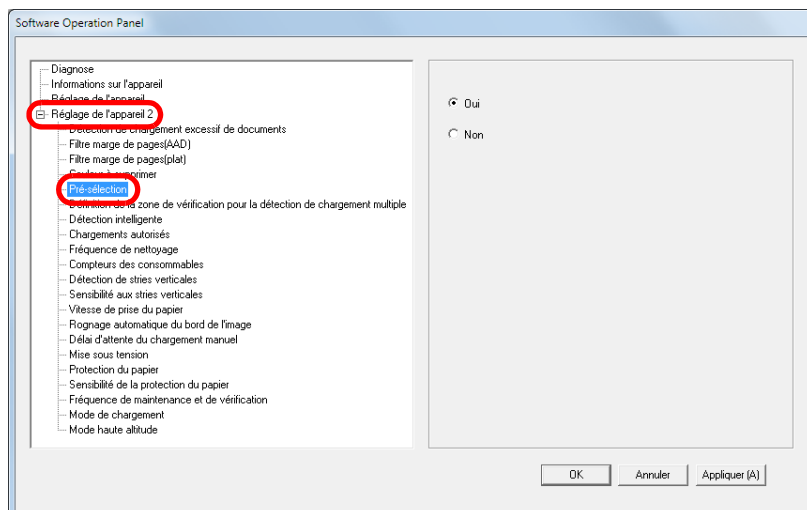 Software Operation Panel
Diagnose
Informations sur l'appareil
Réglage de l'appareil
Réglage de l'appareil 2
Détection de chargement excessif de documents
Filtre marge de pages(AAD)
Filtre marge de pages(plat)
Couleur à supprimer
Pré-sélection
Définition de la zone de vérification pour la détection de chargement multiple
Détection intelligente
Chargements autorisés
Fréquence de nettoyage
Compteurs des consommables
Détection de stries verticales
Sensibilité aux stries verticales
Vitesse de prise du papier
Rognage automatique du bord de l'image
Délai d'attente du chargement manuel
Mise sous tension
Protection du papier
Sensibilité de la protection du papier
Fréquence de maintenance et de vérification
Mode de chargement
Mode haute altitude
Oui
Non
OK
Annuler
Appliquer (A)